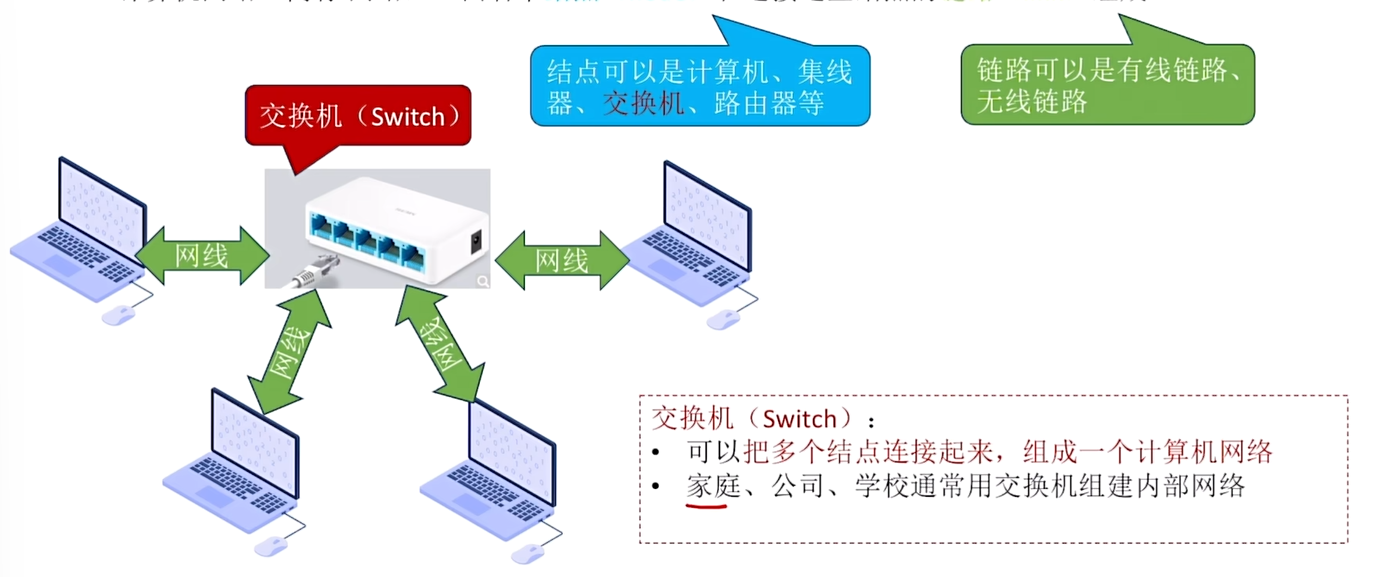 结点可以是计算机、集线
器、交换机、路由器等
链路可以是有线链路、
无线链路
交换机（Switch）
网线
网线
网线
网线
交换机（Switch）：
• 可以把多个结点连接起来，组成一个计算机网络
• 家庭、公司、学校通常用交换机组建内部网络